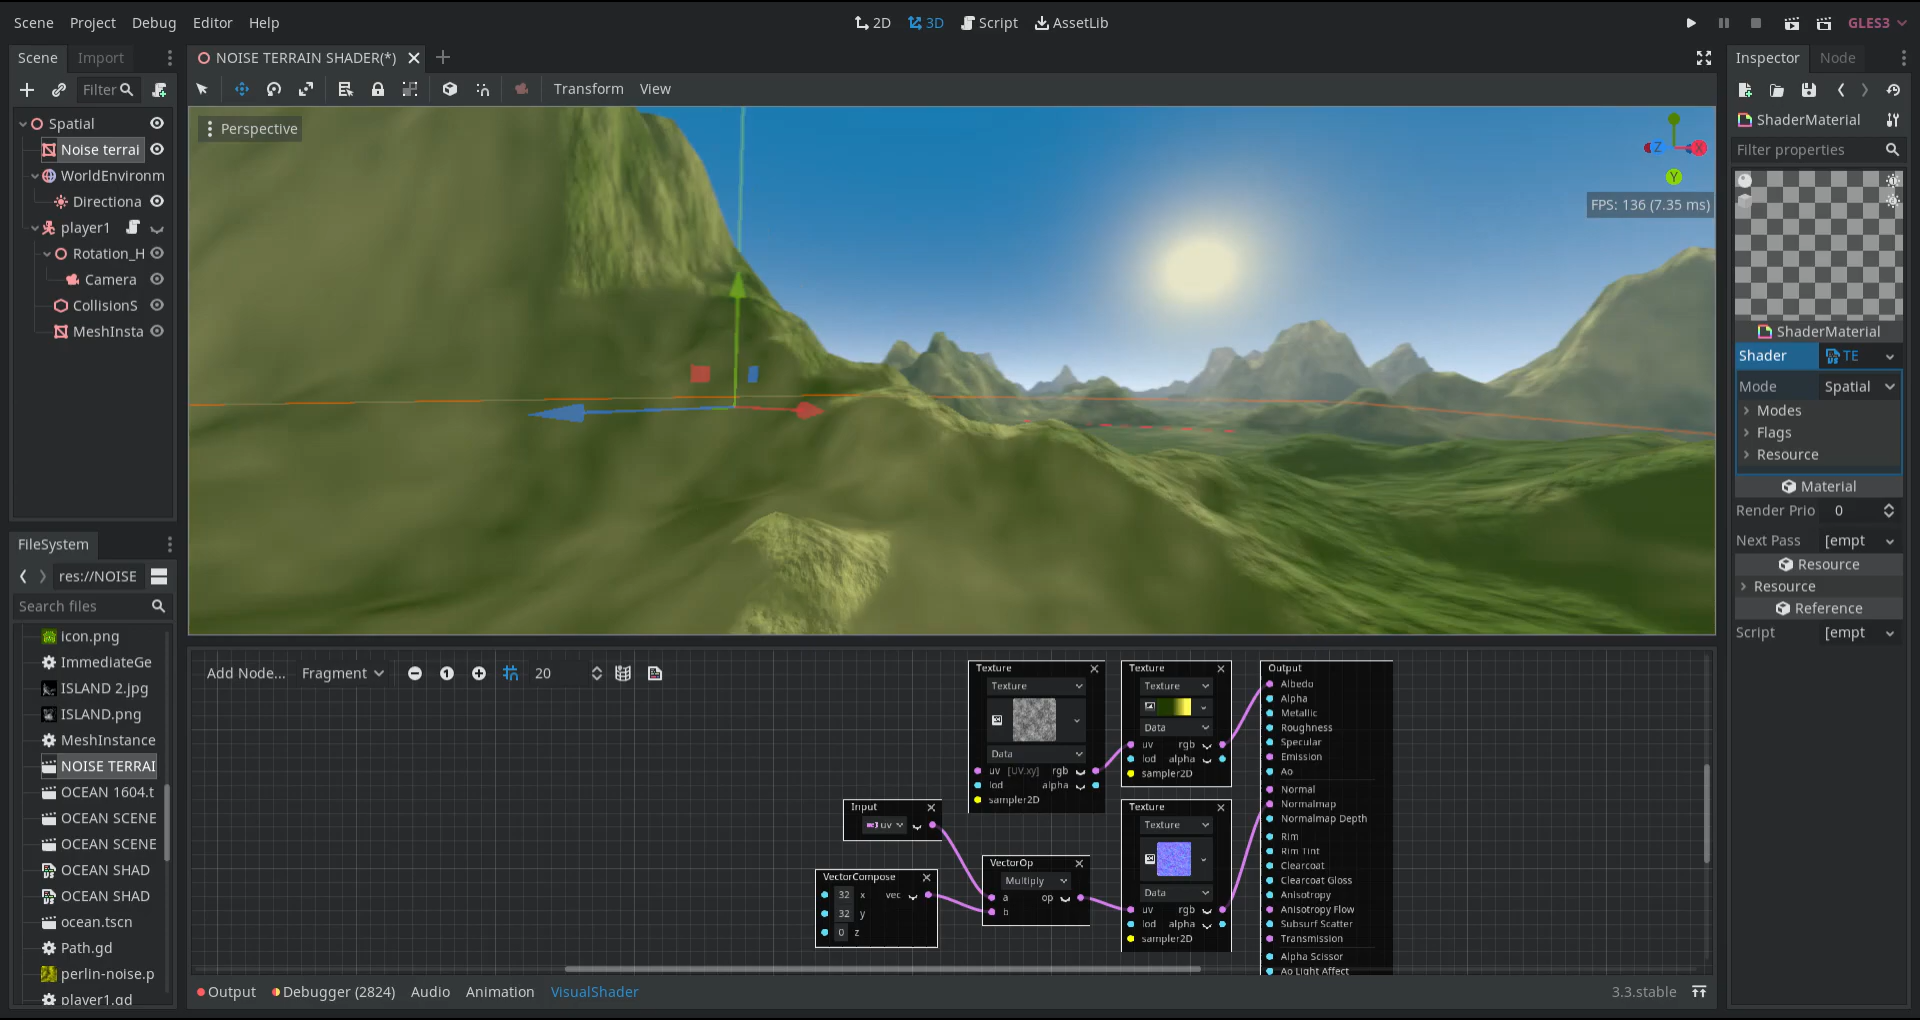 Scene Project Debug Editor Help
2D 3D Script AssetLib
GLES3
Scene Import
Filter
Spatial
Noise terrai
WorldEnvironm
Directiona
player1
Rotation_H
Camera
CollisionS
MeshInsta
FileSystem
res://NOISE
Search files
icon.png
ImmediateGe
ISLAND 2.jpg
ISLAND.png
MeshInstance
NOISE TERRAI
OCEAN 1604.t
OCEAN SCENE
OCEAN SCENE
OCEAN SHAD
OCEAN SHAD
ocean.tscn
Path.gd
perlin-noise.p
player1.gd
NOISE TERRAIN SHADER(*)
Transform View
Perspective
Z X
Y
FPS: 136 (7.35 ms)
Add Node... Fragment 1 20
Texture
Texture
Data
uv [UV.xy] rgb
lod alpha
sampler2D
Texture
Texture
Data
uv rgb
lod alpha
sampler2D
Input
uv
VectorCompose
32 x vec
32 y
0 z
VectorOp
Multiply
a op
b
Texture
Texture
Data
uv rgb
lod alpha
sampler2D
Output
Albedo
Alpha
Metallic
Roughness
Specular
Emission
Ao
Normal
Normalmap
Normalmap Depth
Rim
Rim Tint
Clearcoat
Clearcoat Gloss
Anisotropy
Anisotropy Flow
Subsurf Scatter
Transmission
Alpha Scissor
Ao Light Affect
Output Debugger (2824) Audio Animation VisualShader
3.3.stable
Inspector Node
ShaderMaterial
Filter properties
ShaderMaterial
Shader TE
Mode Spatial
Modes
Flags
Resource
Material
Render Prio 0
Next Pass [empt
Resource
Resource
Reference
Script [empt